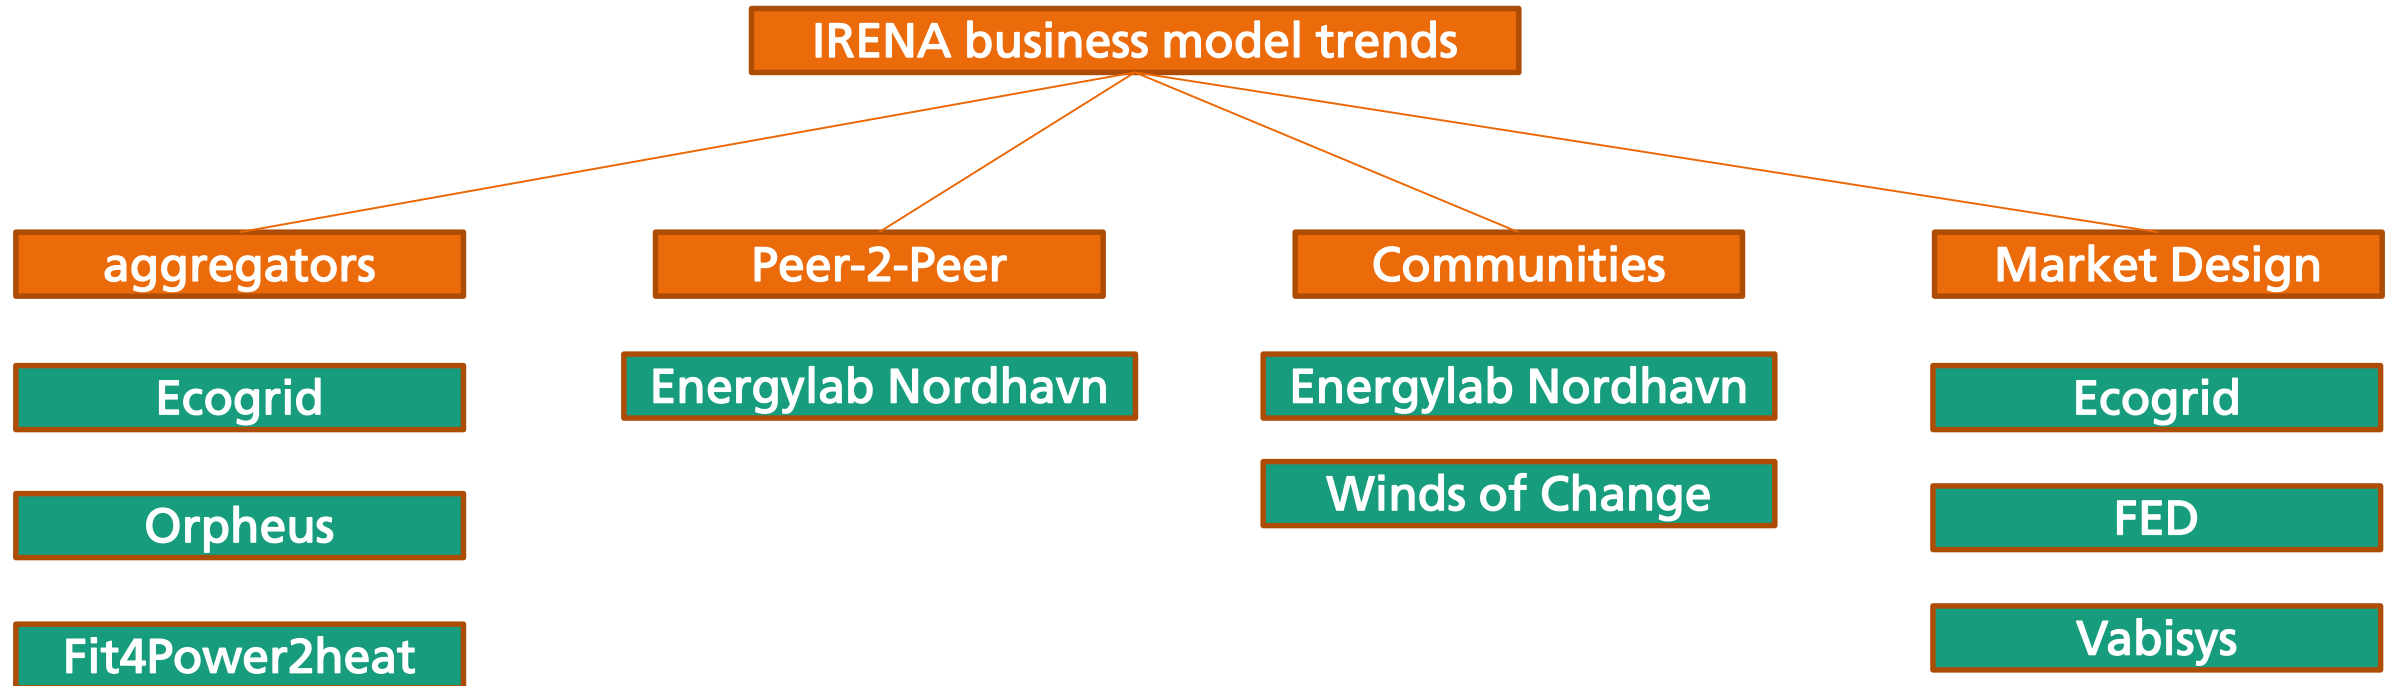 IRENA business model trends
aggregators
Peer-2-Peer
Communities
Market Design
Ecogrid
Orpheus
Fit4Power2heat
Energylab Nordhavn
Energylab Nordhavn
Winds of Change
Ecogrid
FED
Vabisys